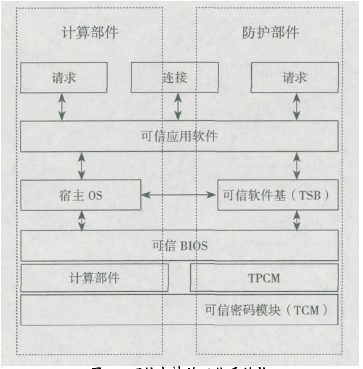 计算部件 防护部件
请求 连接 请求
可信应用软件
宿主 OS 可信软件基（TSB）
可信 BIOS
计算部件 TPCM
可信密码模块（TCM）